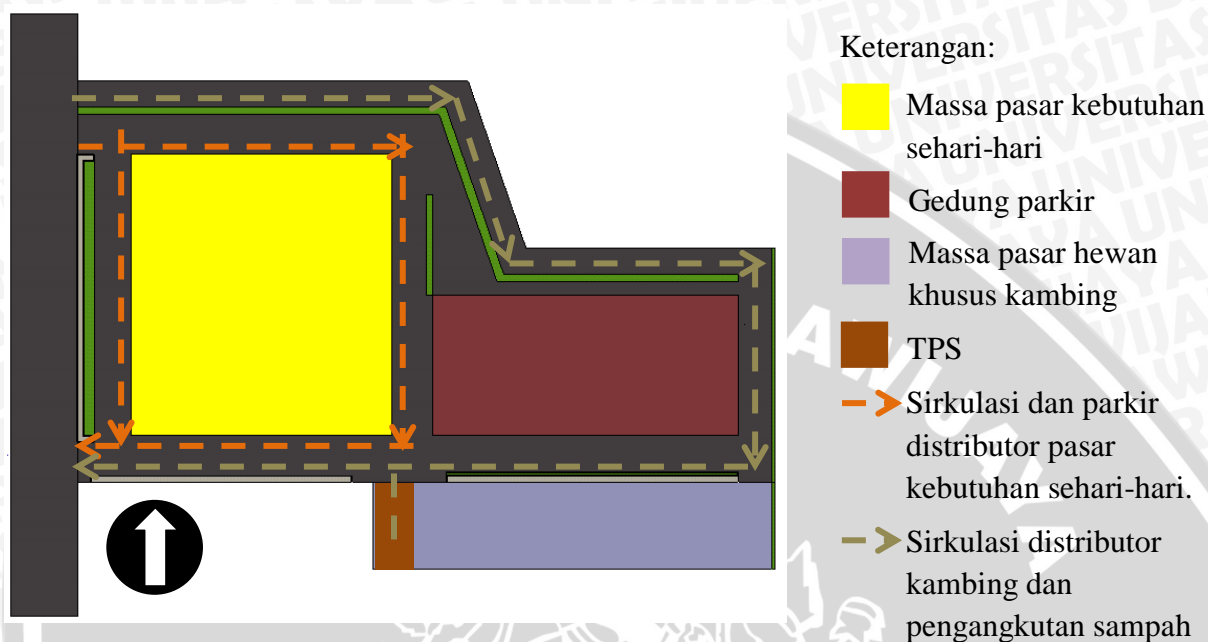 Keterangan:
Massa pasar kebutuhan
sehari-hari
Gedung parkir
Massa pasar hewan
khusus kambing
TPS
Sirkulasi dan parkir
distributor pasar
kebutuhan sehari-hari.
Sirkulasi distributor
kambing dan
pengangkutan sampah